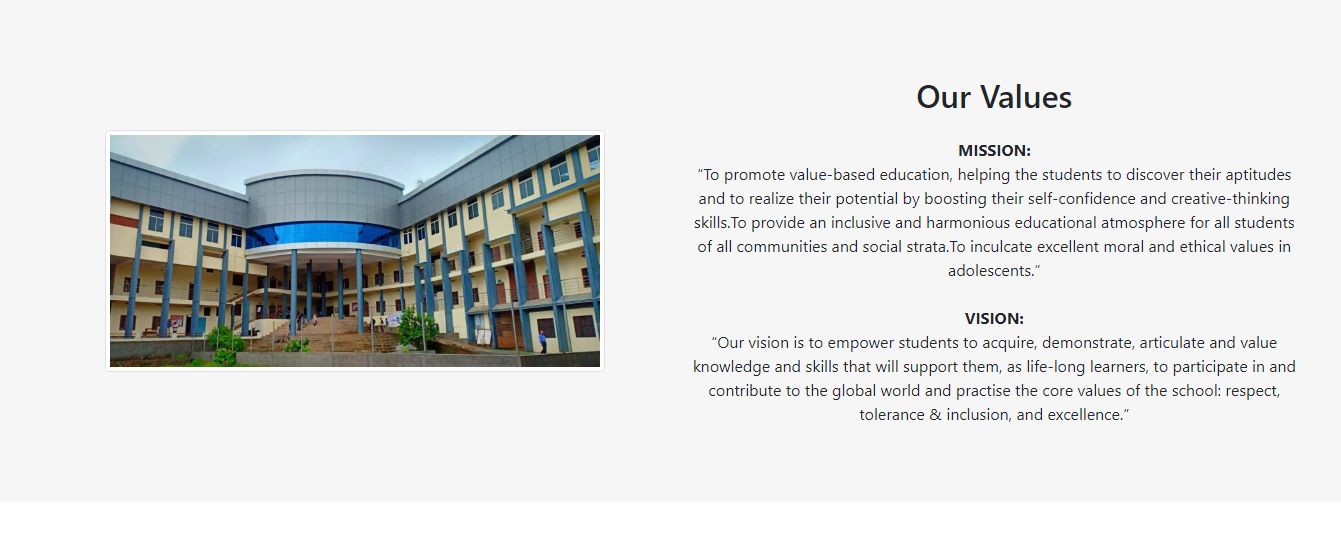 Our Values
MISSION:
“To promote value-based education, helping the students to discover their aptitudes
and to realize their potential by boosting their self-confidence and creative-thinking
skills.To provide an inclusive and harmonious educational atmosphere for all students
of all communities and social strata.To inculcate excellent moral and ethical values in
adolescents.”
VISION:
“Our vision is to empower students to acquire, demonstrate, articulate and value
knowledge and skills that will support them, as life-long learners, to participate in and
contribute to the global world and practise the core values of the school: respect,
tolerance & inclusion, and excellence.”